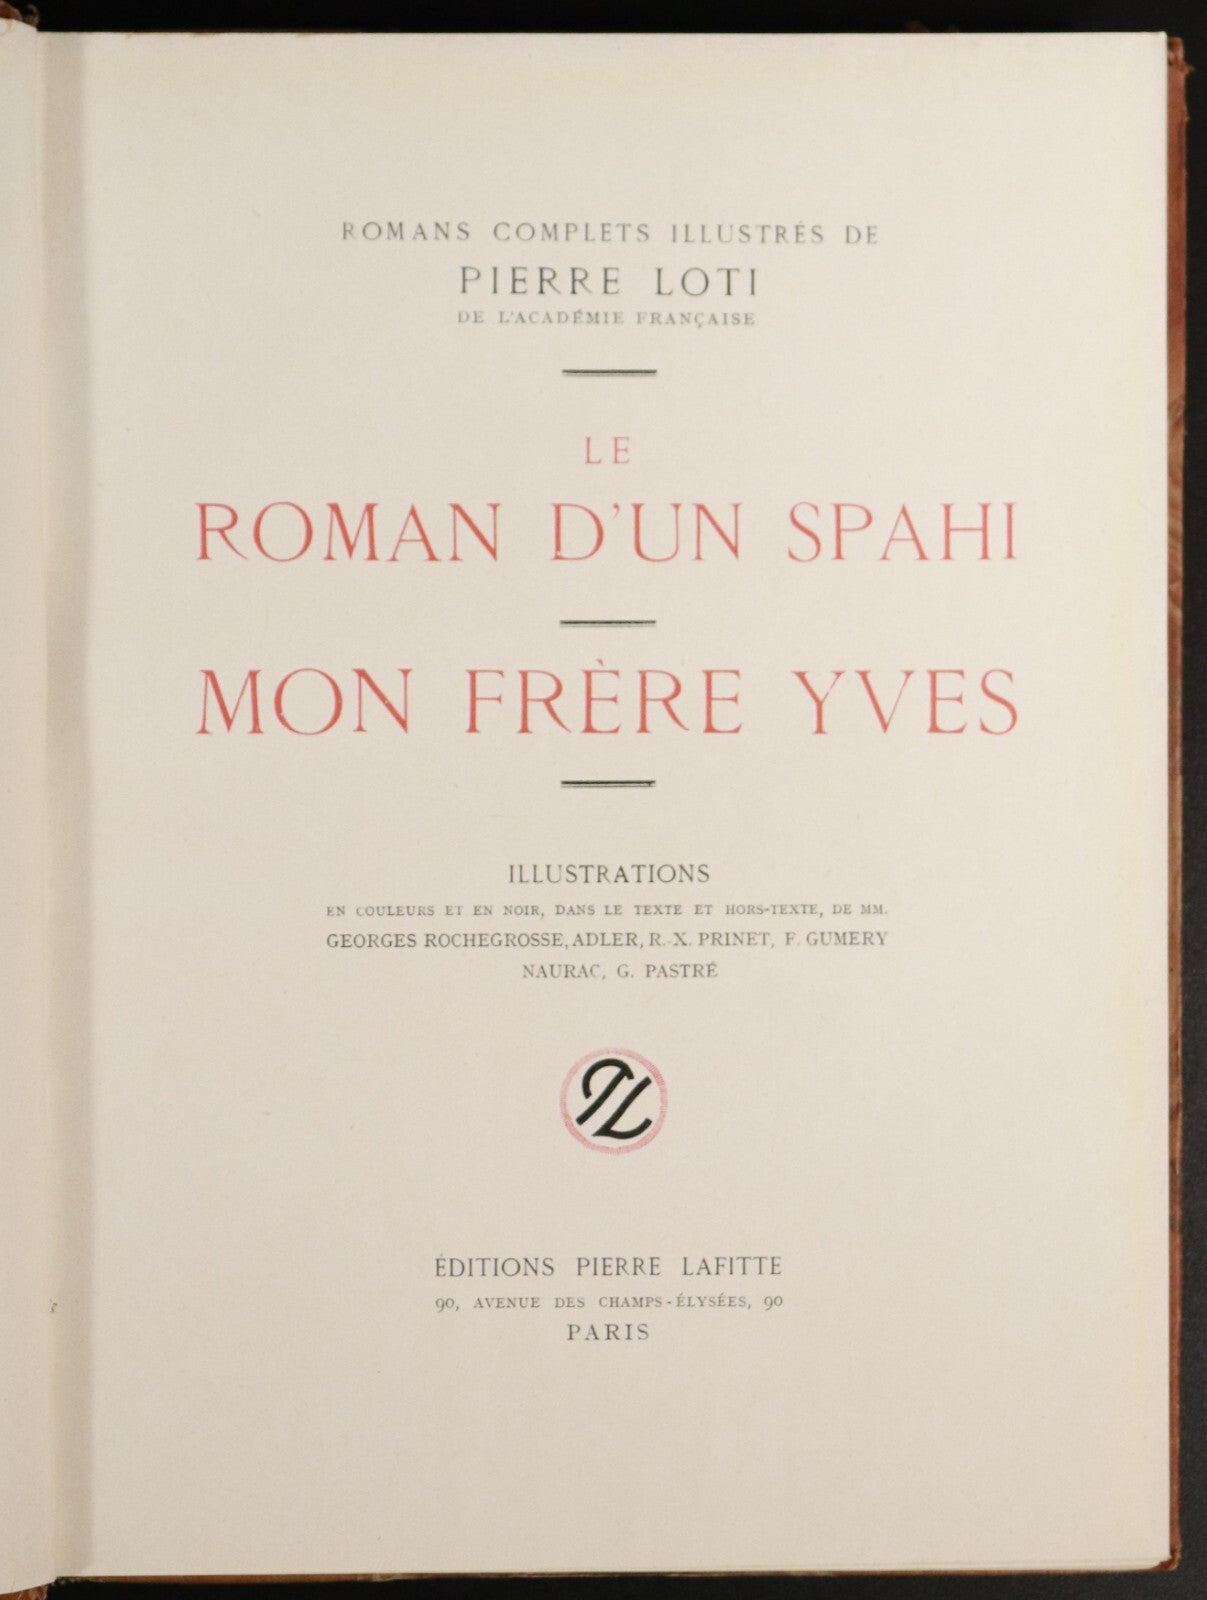 ROMANS COMPLETS ILLUSTRÉS DE
PIERRE LOTI
DE L'ACADÉMIE FRANÇAISE
LE
ROMAN D'UN SPAHI
MON FRÈRE YVES
ILLUSTRATIONS
EN COULEURS ET EN NOIR, DANS LE TEXTE ET HORS-TEXTE, DE MM.
GEORGES ROCHEGROSSE, ADLER, R.-X. PRINET, F. GUMERY
NAURAC, G. PASTRÉ
PL
ÉDITIONS PIERRE LAFITTE
90, AVENUE DES CHAMPS-ÉLYSÉES, 90
PARIS